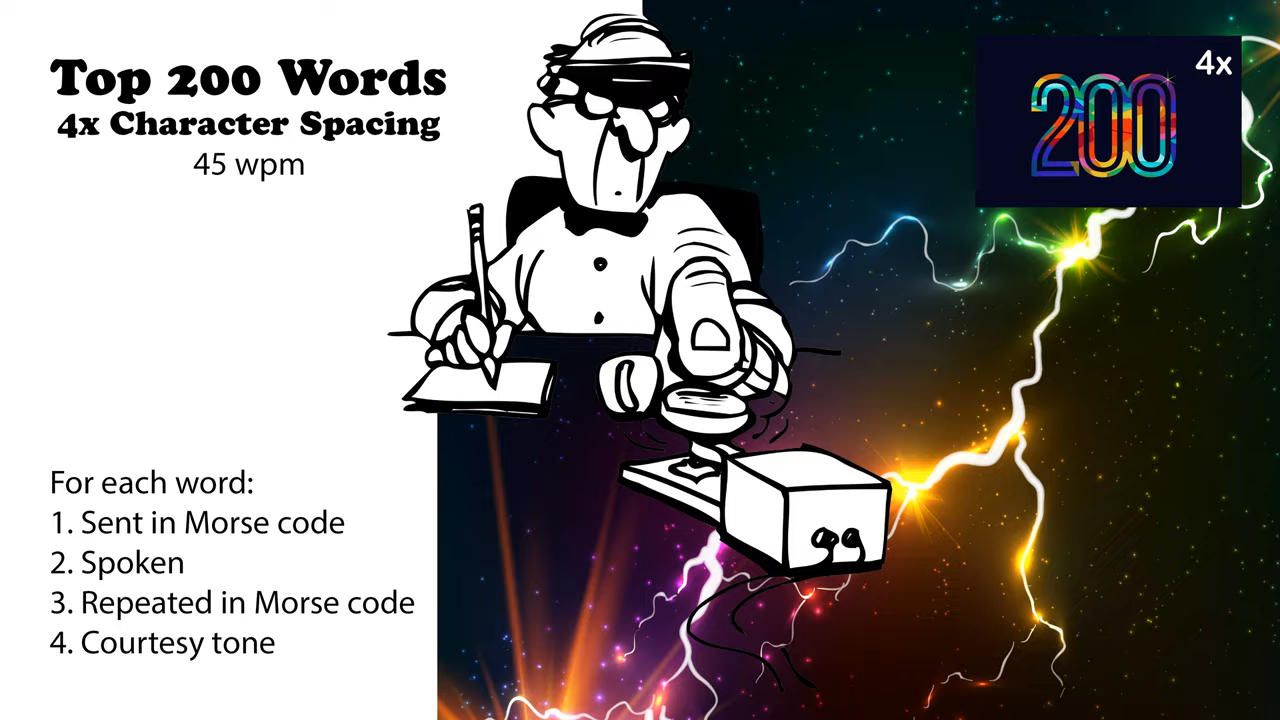 Top 200 Words
4x Character Spacing
45 wpm
4x
200
For each word:
1. Sent in Morse code
2. Spoken
3. Repeated in Morse code
4. Courtesy tone